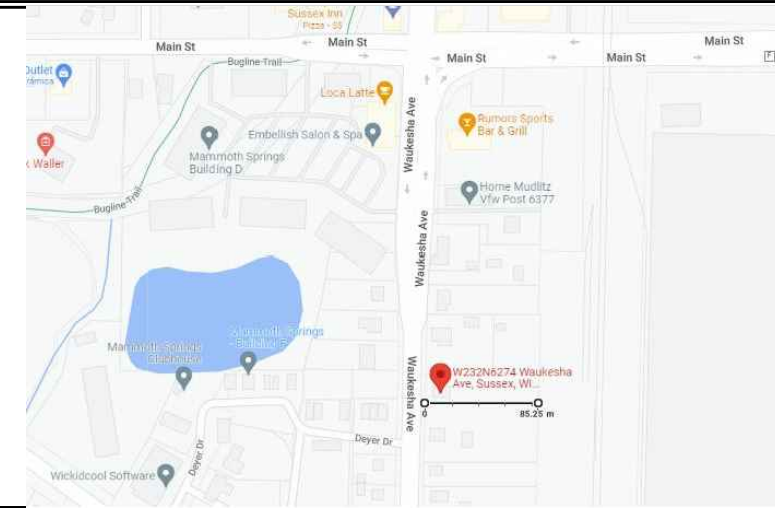 Sussex Inn
Pizza - $$
Main St
Main St
Main St
Main St
Main St
Bugline Trail
Outlet
Loca Latte
Rumors Sports
Bar & Grill
Embellish Salon & Spa
Waller
Mammoth Springs
Building D
Waukesha Ave
Horne Mudlitz
Vfw Post 6377
Bugline Trail
Waukesha Ave
Mammoth Springs
- Building E
Mammoth Springs
Clubhouse
Waukesha Ave
W232N6274 Waukesha
Ave, Sussex, WI...
0
85.25 m
Deyer Dr
Deyer Dr
Wickidcool Software